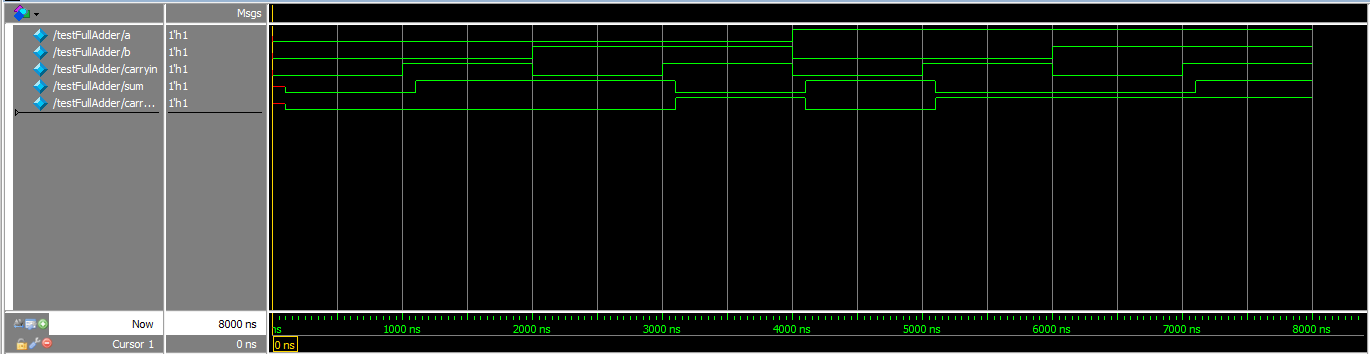 Msgs
/testFullAdder/a 1'h1
/testFullAdder/b 1'h1
/testFullAdder/carryin 1'h1
/testFullAdder/sum 1'h1
/testFullAdder/carr... 1'h1
Now 8000 ns ns 1000 ns 2000 ns 3000 ns 4000 ns 5000 ns 6000 ns 7000 ns 8000 ns
Cursor 1 0 ns 0 ns